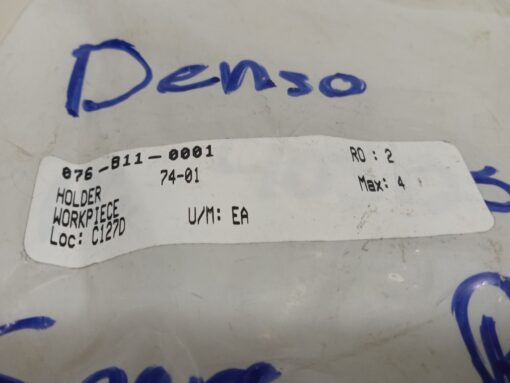 Denso
076-811-0001
RO : 2
74-01
Max: 4
HOLDER
WORKPIECE
U/M: EA
Loc: C127D